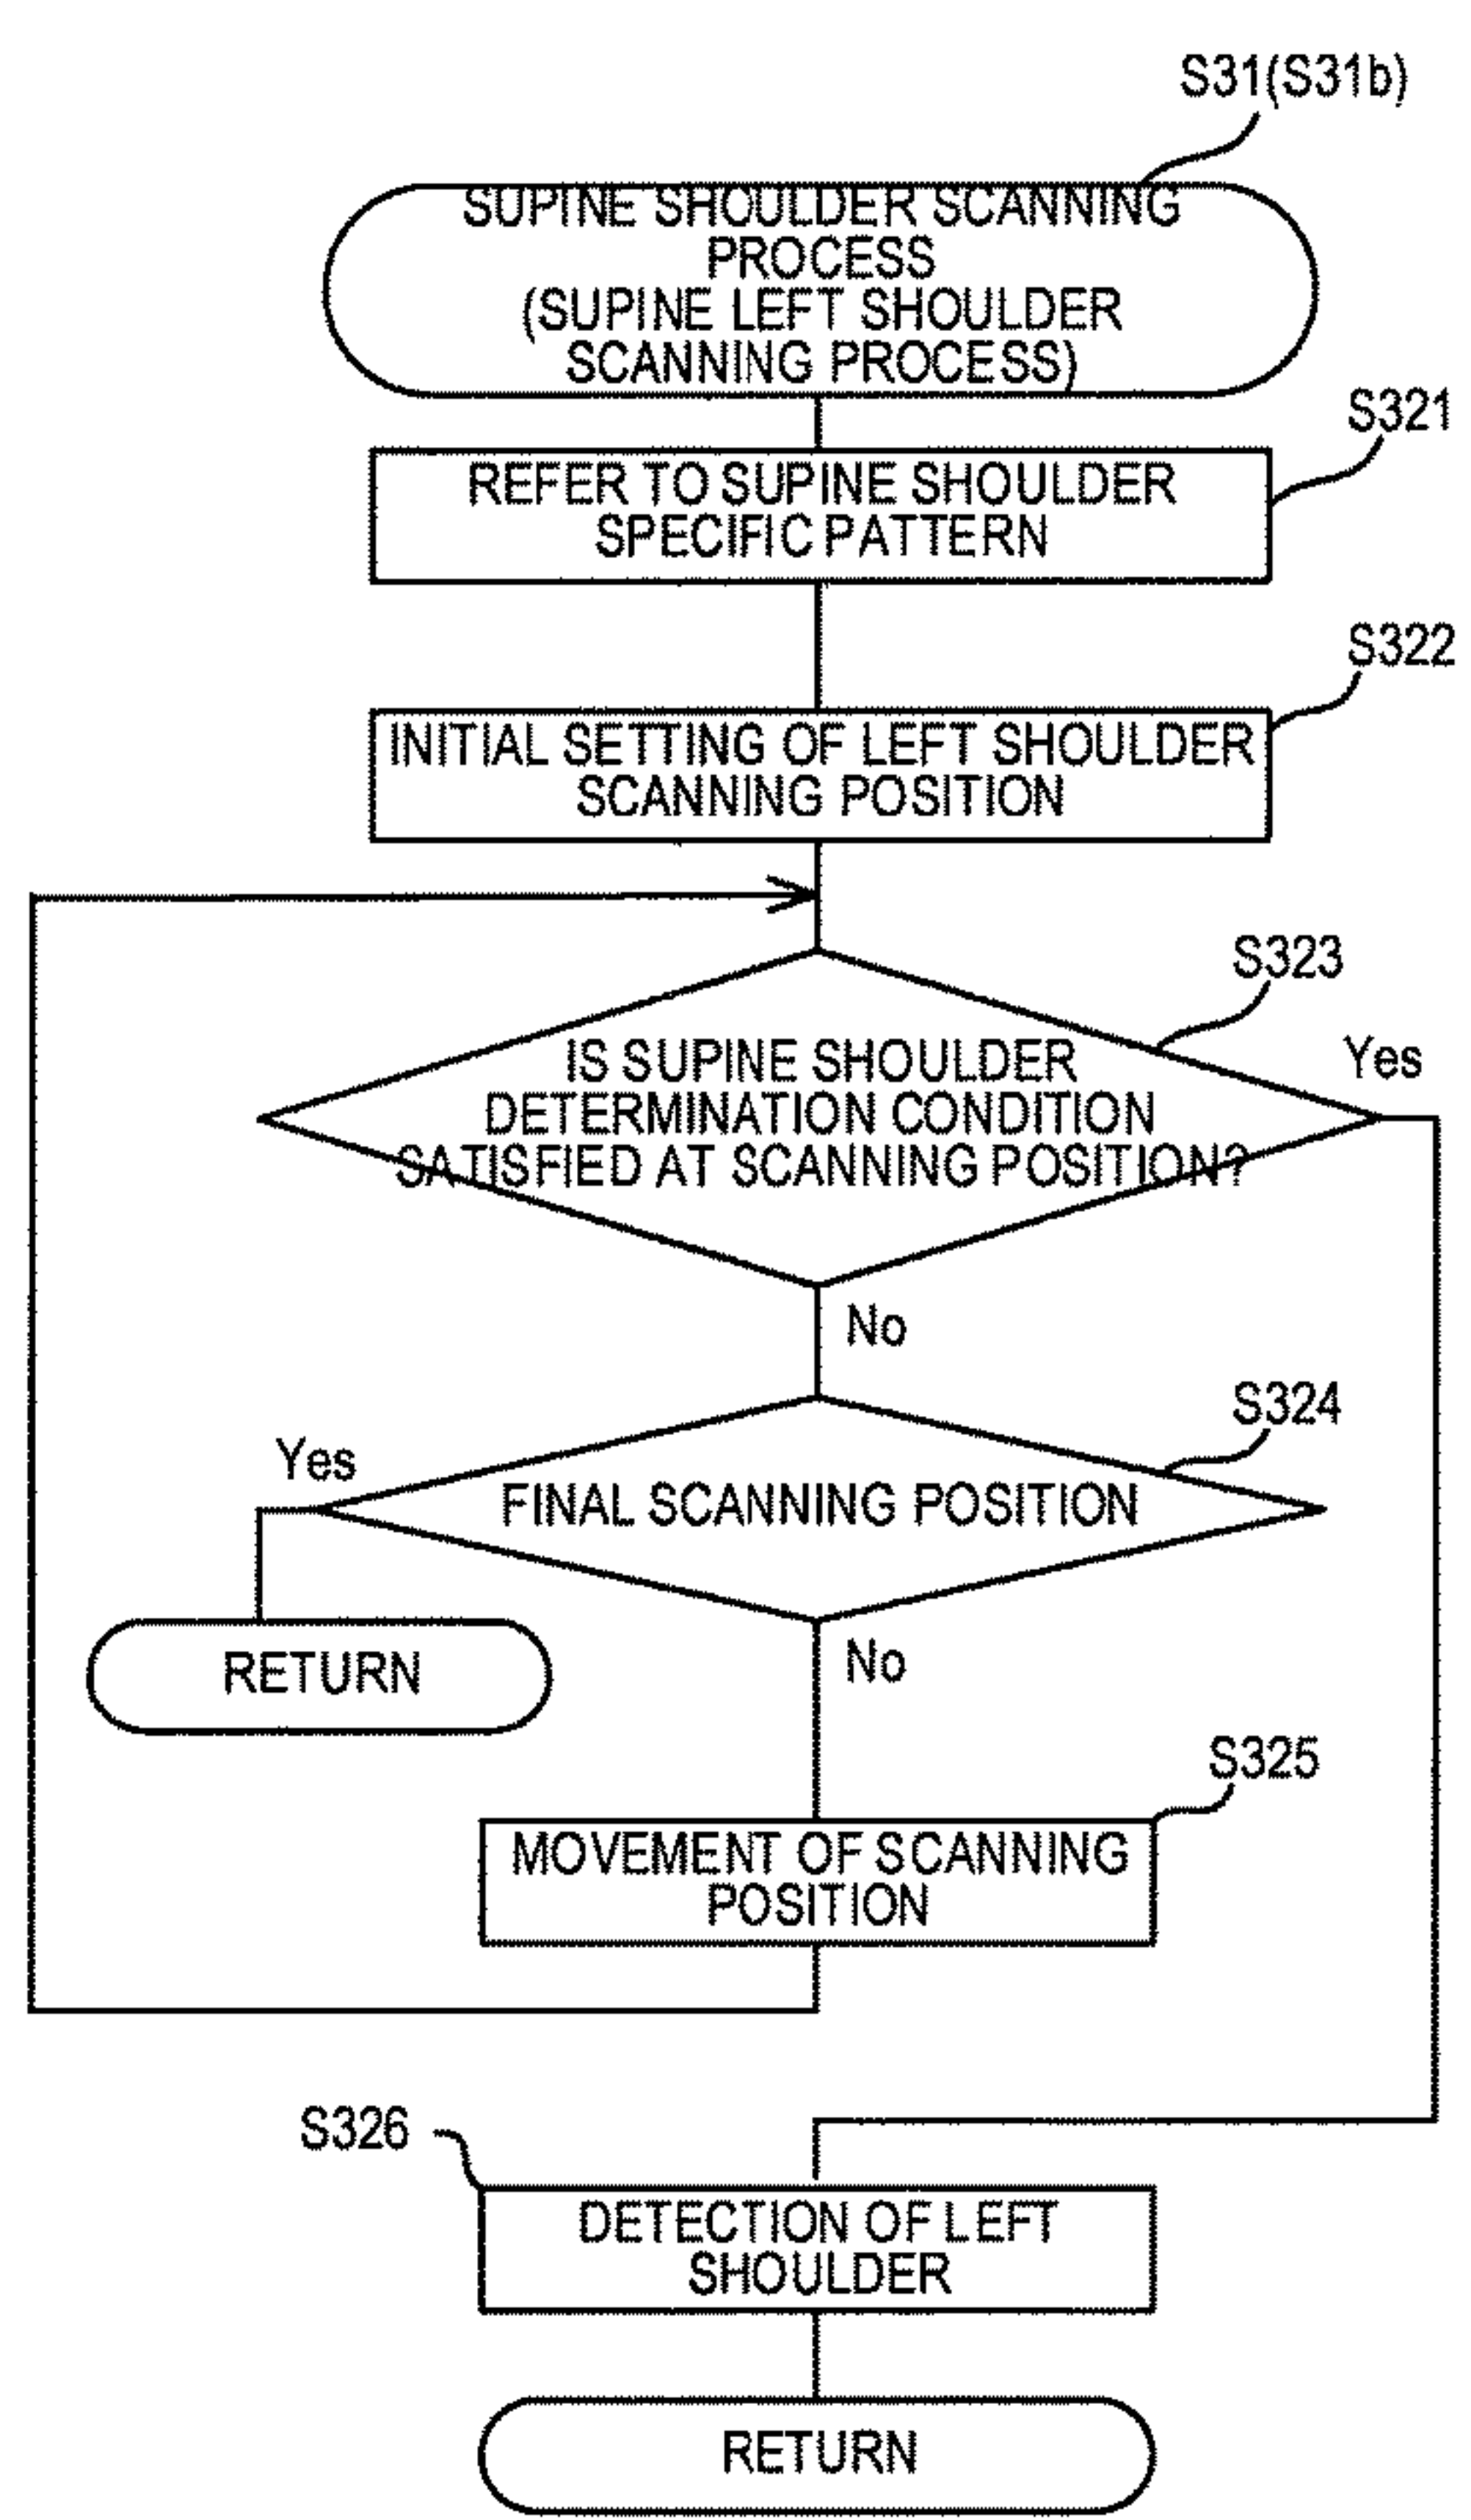 S31(S31b)
SUPINE SHOULDER SCANNING
PROCESS
(SUPINE LEFT SHOULDER
SCANNING PROCESS)
S321
REFER TO SUPINE SHOULDER
SPECIFIC PATTERN
S322
INITIAL SETTING OF LEFT SHOULDER
SCANNING POSITION
S323
IS SUPINE SHOULDER
DETERMINATION CONDITION
SATISFIED AT SCANNING POSITION?
Yes
No
S324
Yes
FINAL SCANNING POSITION
RETURN
No
S325
MOVEMENT OF SCANNING
POSITION
S326
DETECTION OF LEFT
SHOULDER
RETURN